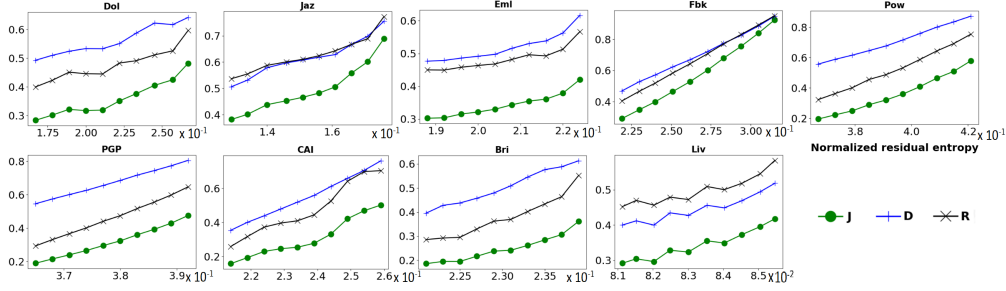 Dol
0.6
0.5
0.4
0.3
1.75 2.00 2.25 2.50 x 10⁻¹
Jaz
0.7
0.6
0.5
0.4
1.4 1.6 x 10⁻¹
Eml
0.6
0.5
0.4
0.3
1.9 2.0 2.1 2.2 x 10⁻¹
Fbk
0.8
0.6
0.4
2.25 2.50 2.75 3.00 x 10⁻¹
Pow
0.8
0.6
0.4
0.2
3.8 4.0 4.2 x 10⁻¹
PGP
0.8
0.6
0.4
0.2
3.7 3.8 3.9 x 10⁻¹
CAI
0.6
0.4
0.2
2.2 2.3 2.4 2.5 2.6 x 10⁻¹
Bri
0.6
0.5
0.4
0.3
0.2
2.25 2.30 2.35 x 10⁻¹
Liv
0.5
0.4
0.3
8.1 8.2 8.3 8.4 8.5 x 10⁻²
Normalized residual entropy
J D R